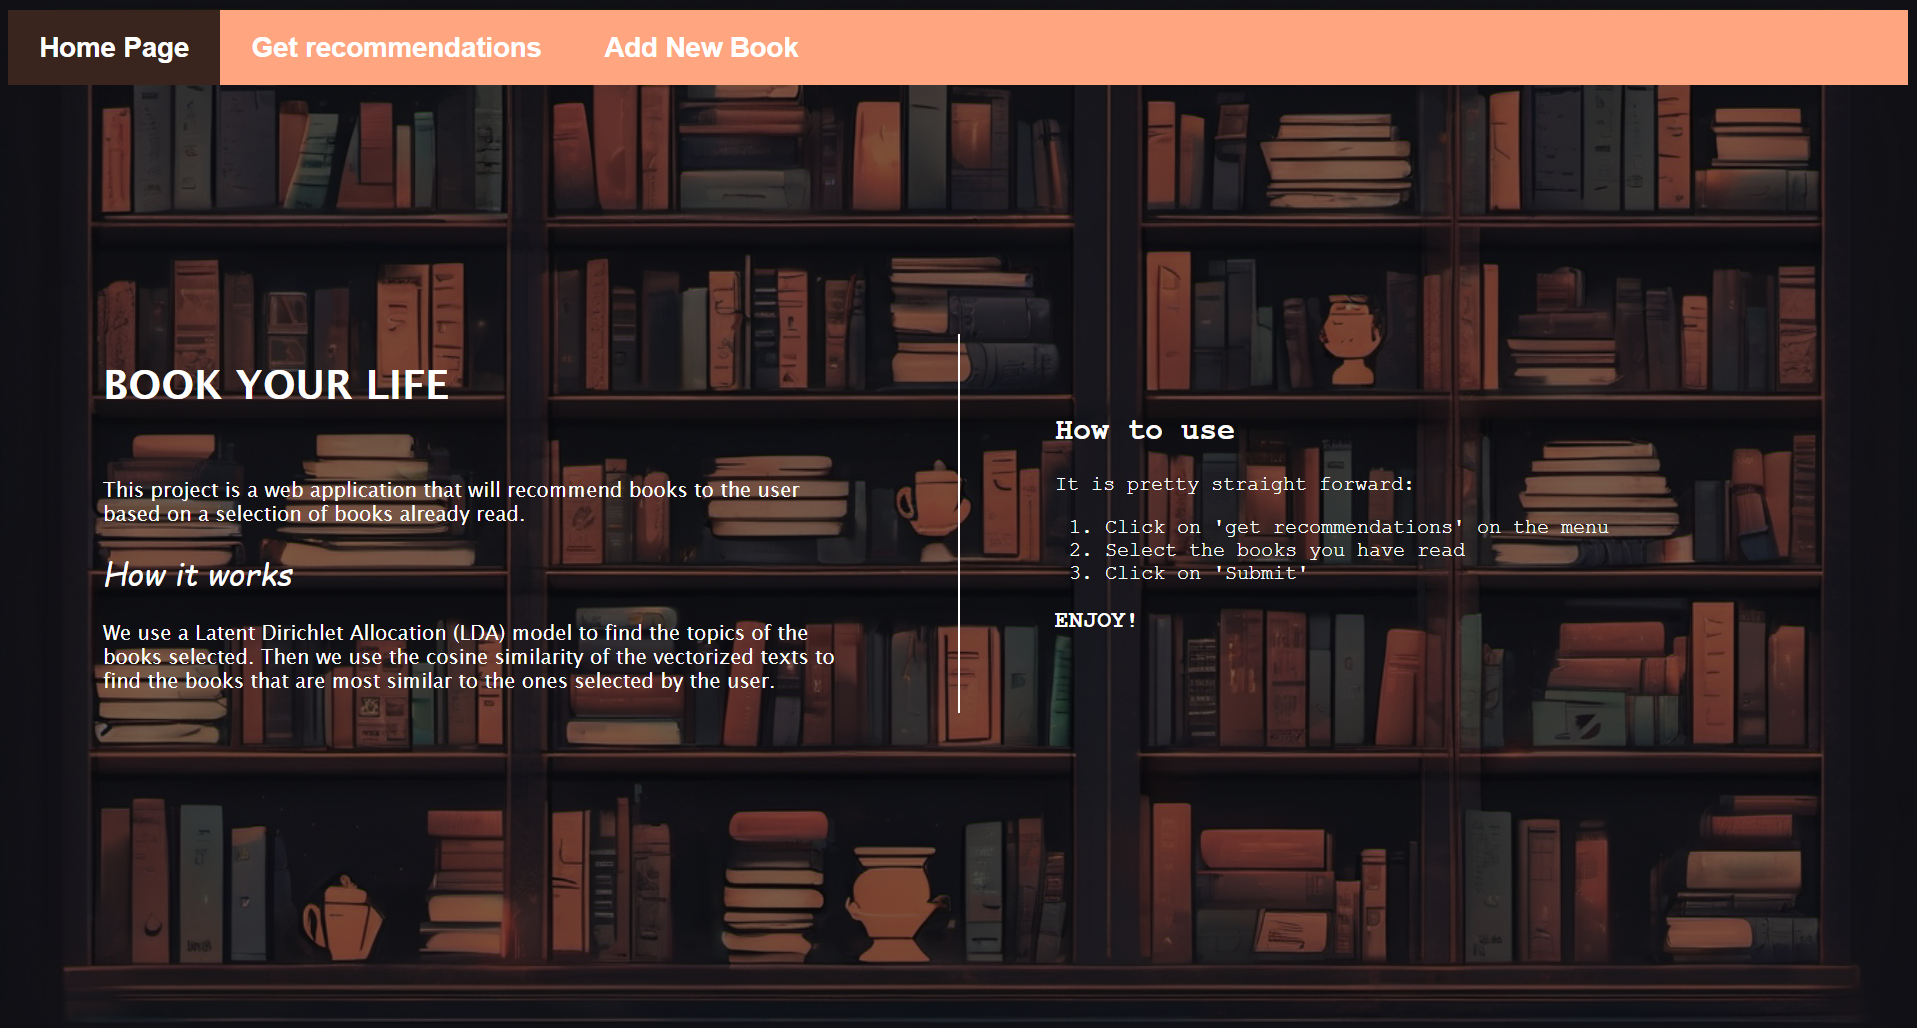 Home Page
Get recommendations
Add New Book
BOOK YOUR LIFE
This project is a web application that will recommend books to the user
based on a selection of books already read.
How it works
We use a Latent Dirichlet Allocation (LDA) model to find the topics of the
books selected. Then we use the cosine similarity of the vectorized texts to
find the books that are most similar to the ones selected by the user.
How to use
It is pretty straight forward:
1. Click on 'get recommendations' on the menu
2. Select the books you have read
3. Click on 'Submit'
ENJOY!